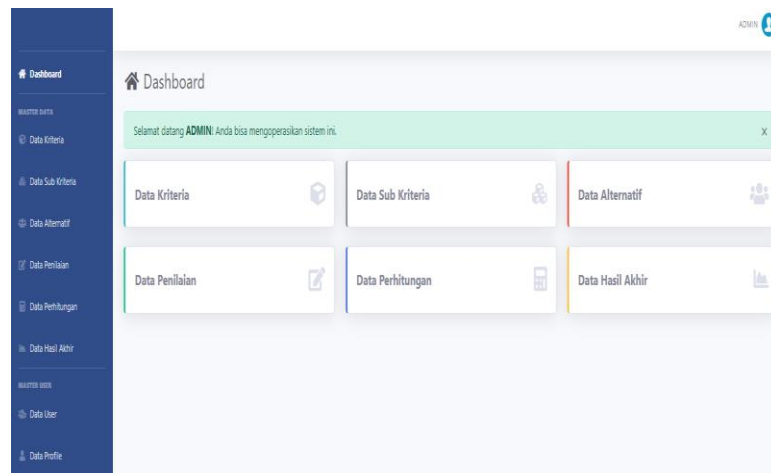 ADMIN
Dashboard
MASTER DATA
Data Kriteria
Data Sub Kriteria
Data Alternatif
Data Penilaian
Data Perhitungan
Data Hasil Akhir
MASTER USER
Data User
Data Profile
Dashboard
Selamat datang ADMIN! Anda bisa mengoperasikan sistem ini.
X
Data Kriteria
Data Sub Kriteria
Data Alternatif
Data Penilaian
Data Perhitungan
Data Hasil Akhir